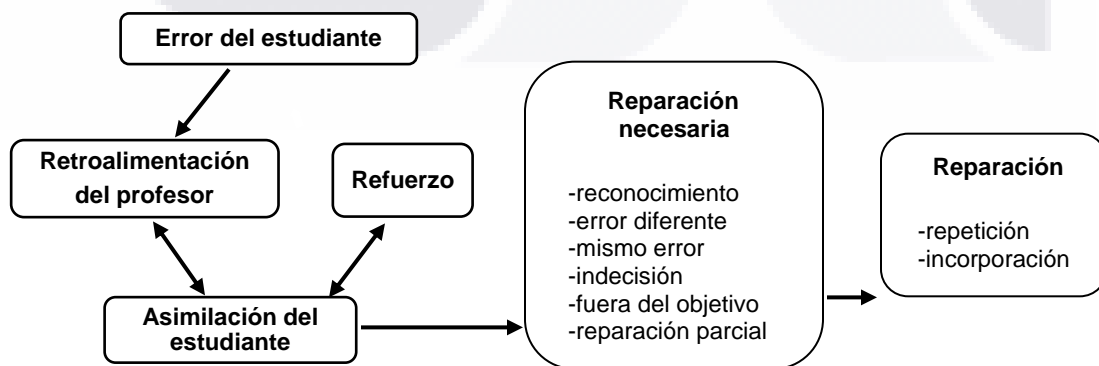 Error del estudiante
Retroalimentación
del profesor
Refuerzo
Asimilación del
estudiante
Reparación
necesaria
-reconocimiento
-error diferente
-mismo error
-indecisión
-fuera del objetivo
-reparación parcial
Reparación
-repetición
-incorporación